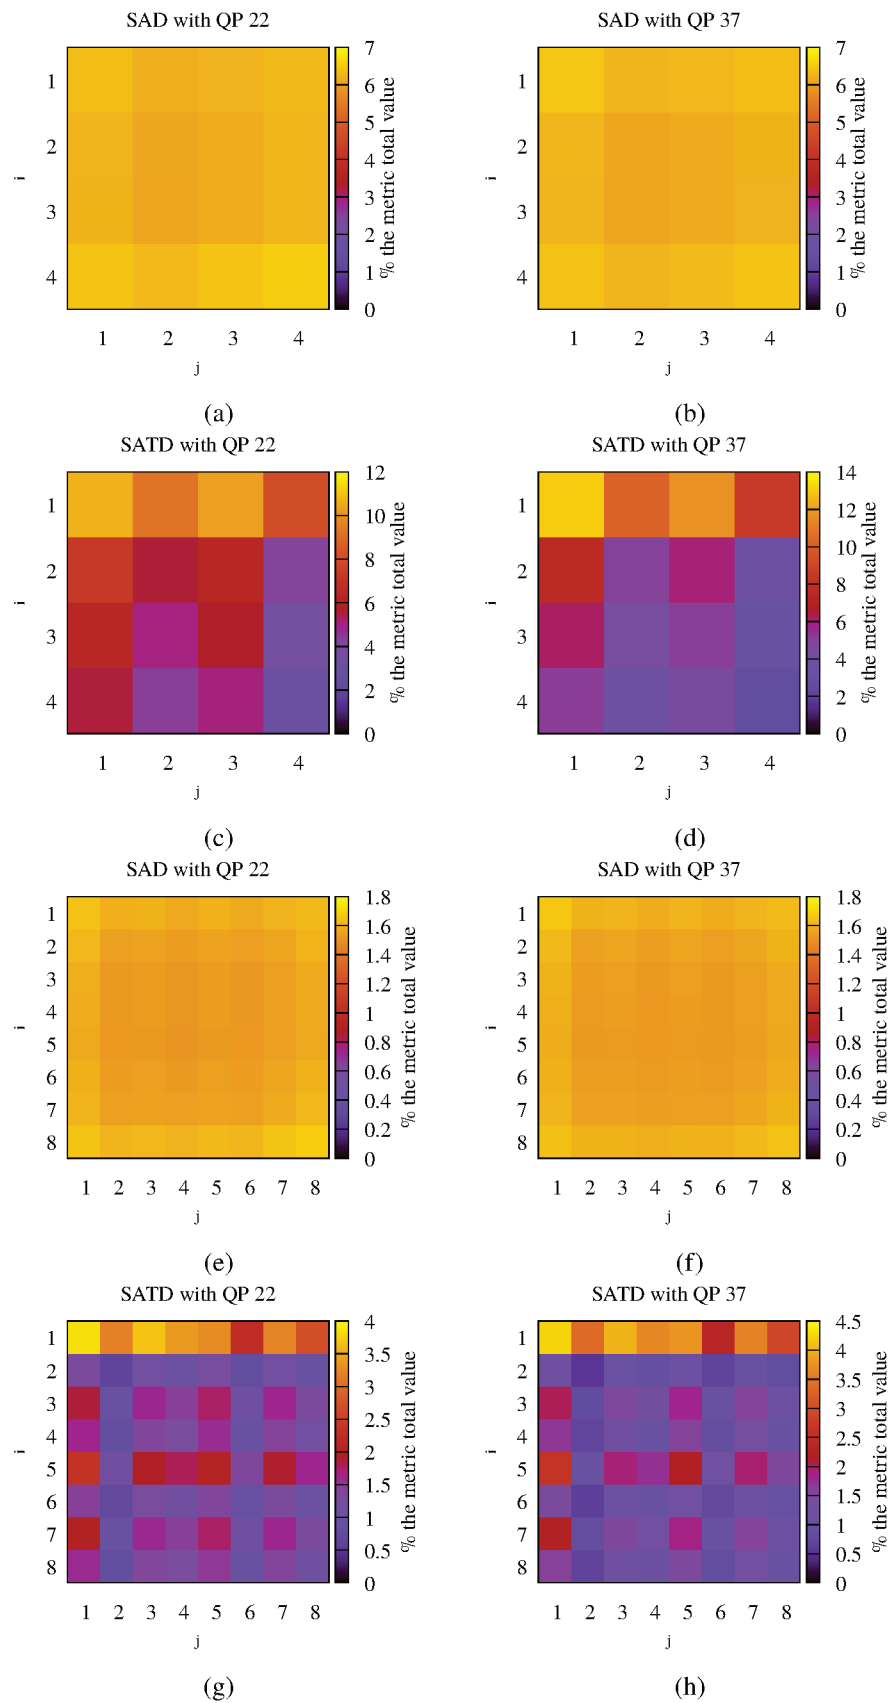 SAD with QP 22
1
2
3
4
i
1 2 3 4
j
7
6
5
4
3
2
1
0
% the metric total value
(a)
SAD with QP 37
1
2
3
4
i
1 2 3 4
j
7
6
5
4
3
2
1
0
% the metric total value
(b)
SATD with QP 22
1
2
3
4
i
1 2 3 4
j
12
10
8
6
4
2
0
% the metric total value
(c)
SATD with QP 37
1
2
3
4
i
1 2 3 4
j
14
12
10
8
6
4
2
0
% the metric total value
(d)
SAD with QP 22
1
2
3
4
5
6
7
8
i
1 2 3 4 5 6 7 8
j
1.8
1.6
1.4
1.2
1
0.8
0.6
0.4
0.2
0
% the metric total value
(e)
SAD with QP 37
1
2
3
4
5
6
7
8
i
1 2 3 4 5 6 7 8
j
1.8
1.6
1.4
1.2
1
0.8
0.6
0.4
0.2
0
% the metric total value
(f)
SATD with QP 22
1
2
3
4
5
6
7
8
i
1 2 3 4 5 6 7 8
j
4
3.5
3
2.5
2
1.5
1
0.5
0
% the metric total value
(g)
SATD with QP 37
1
2
3
4
5
6
7
8
i
1 2 3 4 5 6 7 8
j
4.5
4
3.5
3
2.5
2
1.5
1
0.5
0
% the metric total value
(h)